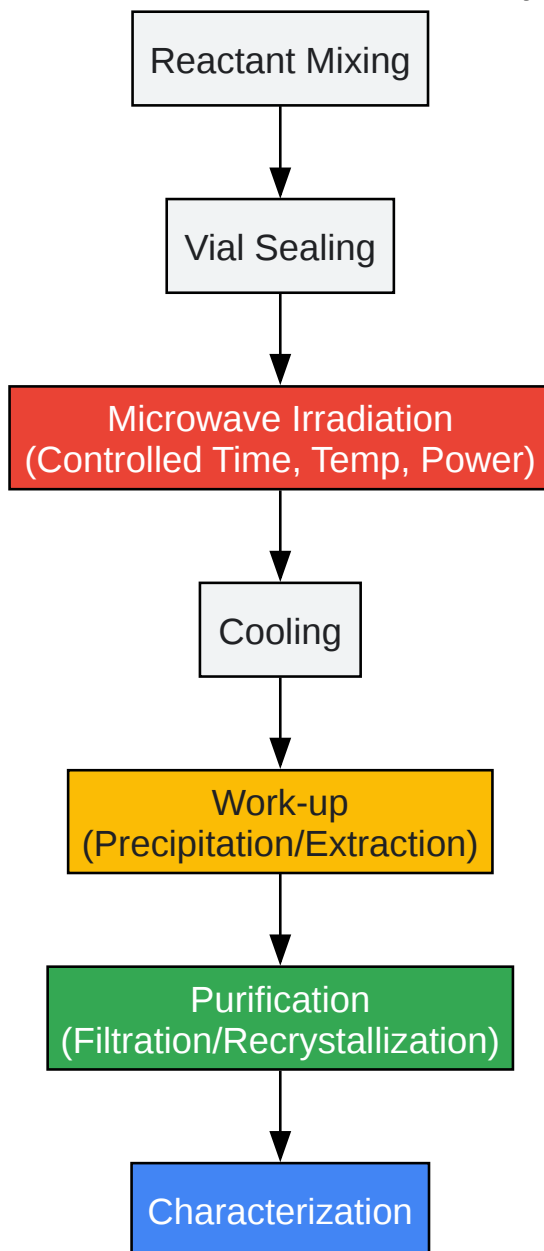 Reactant Mixing
Vial Sealing
Microwave Irradiation
(Controlled Time, Temp, Power)
Cooling
Work-up
(Precipitation/Extraction)
Purification
(Filtration/Recrystallization)
Characterization